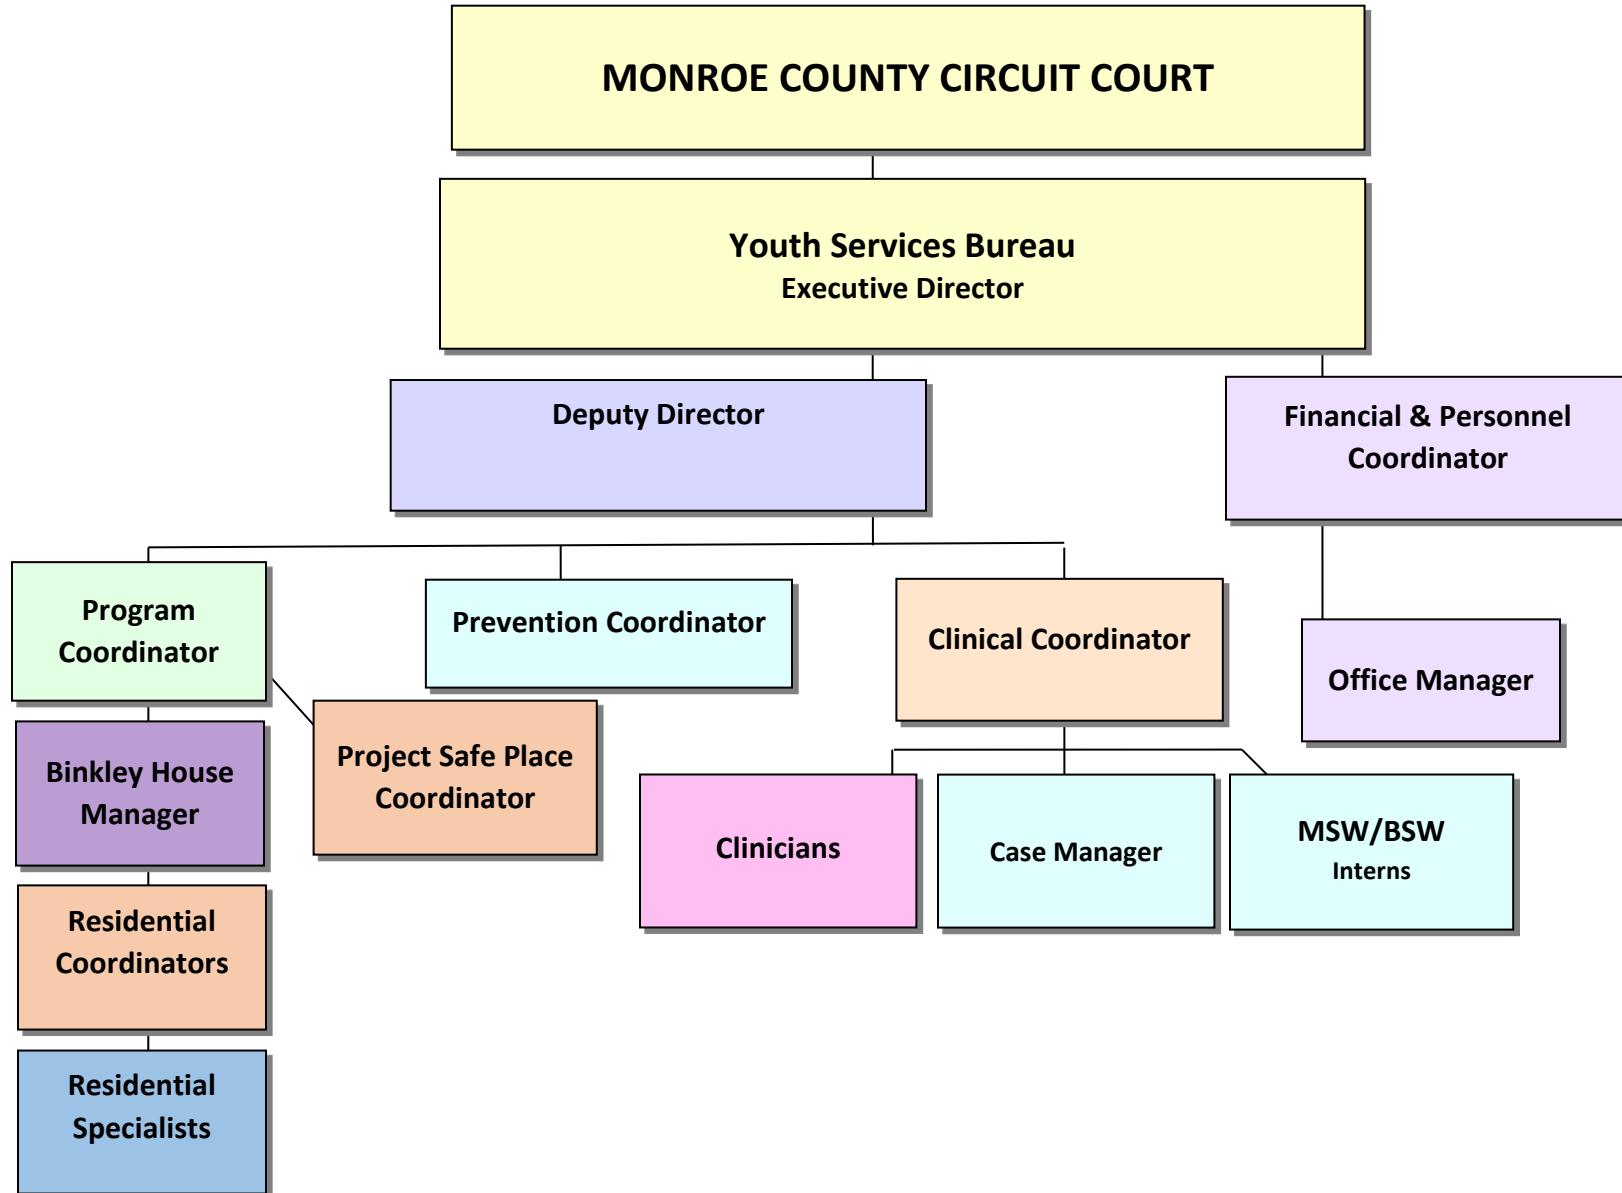 MONROE COUNTY CIRCUIT COURT
Youth Services Bureau
Executive Director
Deputy Director
Financial & Personnel
Coordinator
Program
Coordinator
Prevention Coordinator
Clinical Coordinator
Office Manager
Binkley House
Manager
Project Safe Place
Coordinator
Clinicians
Case Manager
MSW/BSW
Interns
Residential
Coordinators
Residential
Specialists